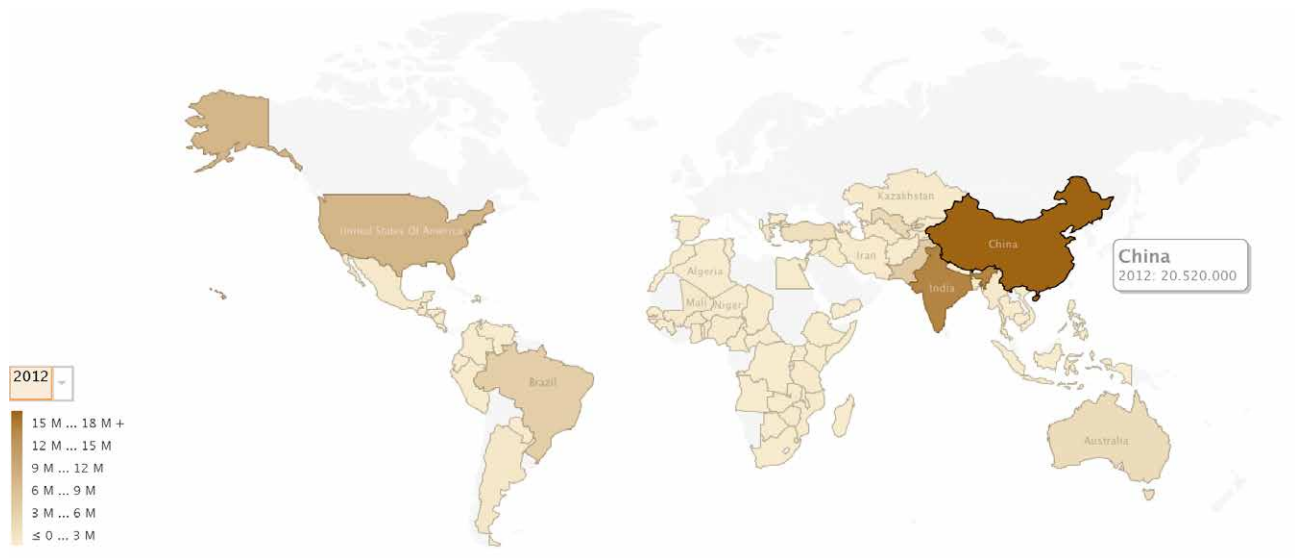 Kazakhstan
United States Of America
China
China
2012: 20.520.000
Iran
Algeria
India
Mali
Niger
2012
Brazil
15 M ... 18 M +
12 M ... 15 M
9 M ... 12 M
Australia
6 M ... 9 M
3 M ... 6 M
≤ 0 ... 3 M